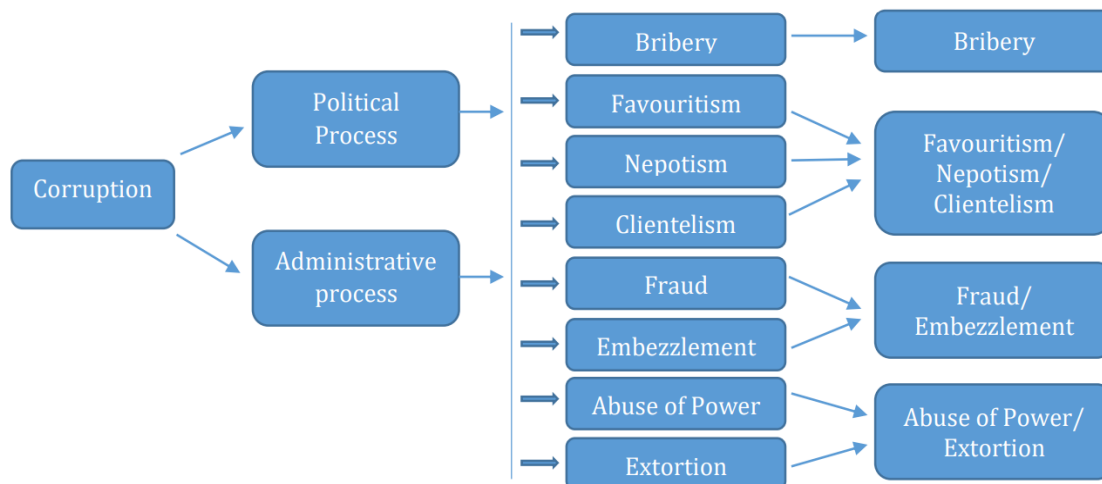 Corruption
Political
Process
Administrative
process
Bribery
Favouritism
Nepotism
Clientelism
Fraud
Embezzlement
Abuse of Power
Extortion
Bribery
Favouritism/
Nepotism/
Clientelism
Fraud/
Embezzlement
Abuse of Power/
Extortion